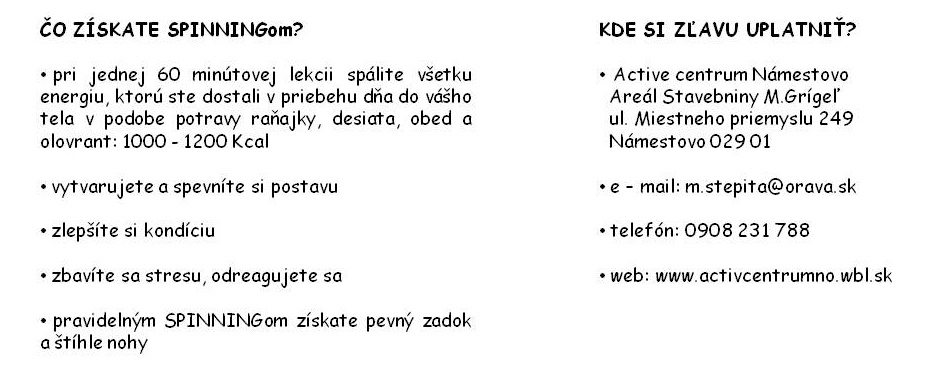 ČO ZÍSKATE SPINNINGom?
• pri jednej 60 minútovej lekcii spálite všetku
energiu, ktorú ste dostali v priebehu dňa do vášho
tela v podobe potravy raňajky, desiata, obed a
olovrant: 1000 - 1200 Kcal
• vytvarujete a spevníte si postavu
• zlepšíte si kondíciu
• zbavíte sa stresu, odreagujete sa
• pravidelným SPINNINGom získate pevný zadok
a štíhle nohy
KDE SI ZĽAVU UPLATNIŤ?
• Active centrum Námestovo
Areál Stavebniny M.Grígeľ
ul. Miestneho priemyslu 249
Námestovo 029 01
• e - mail: m.stepita@orava.sk
• telefón: 0908 231 788
• web: www.activcentrumno.wbl.sk